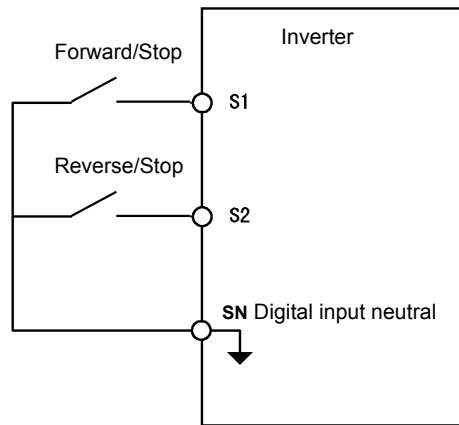 Inverter
Forward/Stop
S1
Reverse/Stop
S2
SN Digital input neutral